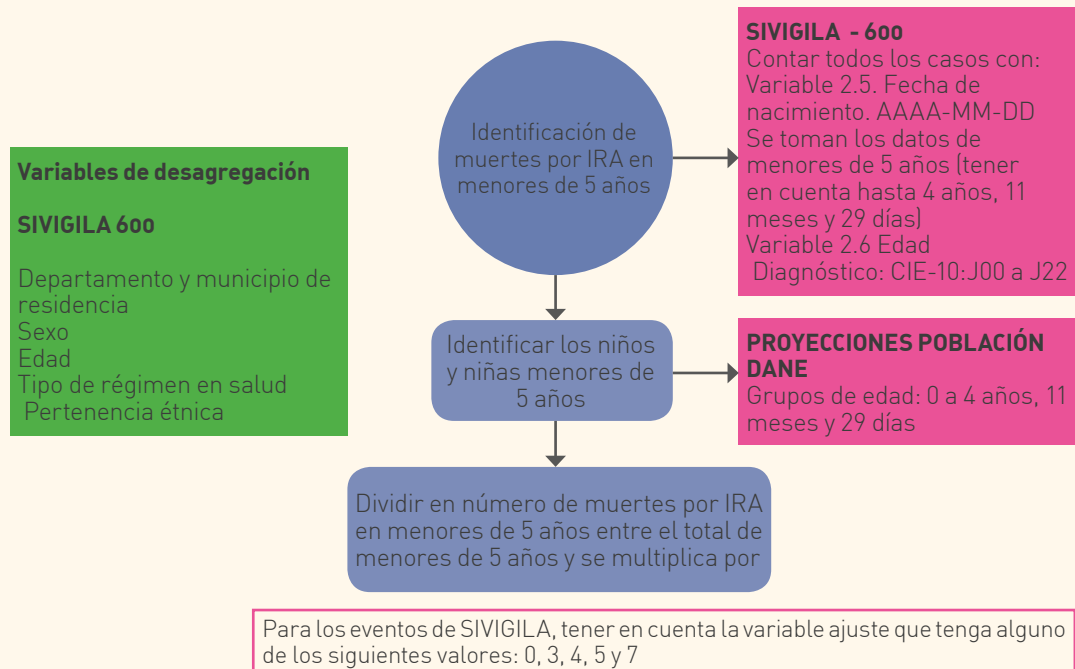 Variables de desagregación
SIVIGILA 600
Departamento y municipio de
residencia
Sexo
Edad
Tipo de régimen en salud
Pertenencia étnica
Identificación de
muertes por IRA en
menores de 5 años
SIVIGILA - 600
Contar todos los casos con:
Variable 2.5. Fecha de
nacimiento. AAAA-MM-DD
Se toman los datos de
menores de 5 años (tener
en cuenta hasta 4 años, 11
meses y 29 días)
Variable 2.6 Edad
Diagnóstico: CIE-10:J00 a J22
Identificar los niños
y niñas menores de
5 años
PROYECCIONES POBLACIÓN
DANE
Grupos de edad: 0 a 4 años, 11
meses y 29 días
Dividir en número de muertes por IRA
en menores de 5 años entre el total de
menores de 5 años y se multiplica por
Para los eventos de SIVIGILA, tener en cuenta la variable ajuste que tenga alguno
de los siguientes valores: 0, 3, 4, 5 y 7